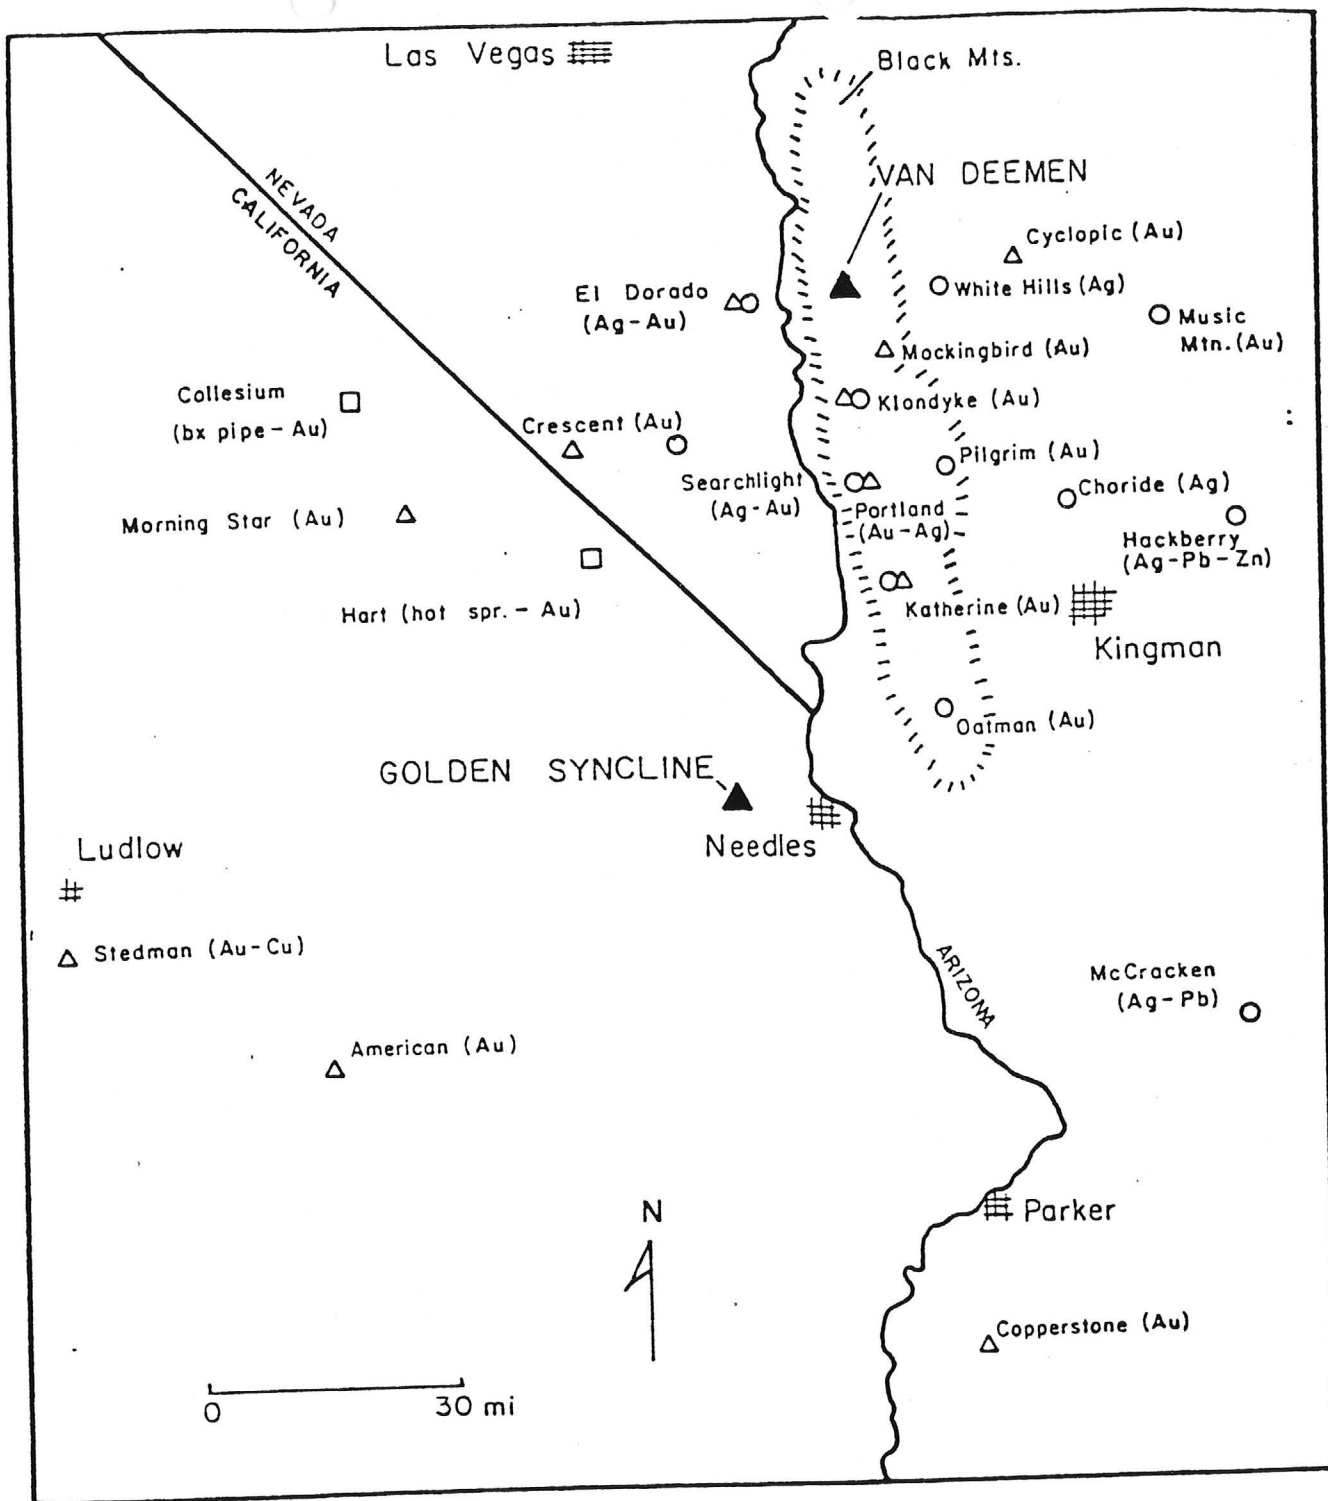 Las Vegas
Black Mts.
NEVADA
CALIFORNIA
VAN DEEMEN
Cyclopic (Au)
White Hills (Ag)
El Dorado
(Ag-Au)
Music
Mtn. (Au)
Mockingbird (Au)
Collesium
(bx pipe - Au)
Klondyke (Au)
Crescent (Au)
Pilgrim (Au)
Searchlight
(Ag-Au)
Choride (Ag)
Morning Star (Au)
Portland
(Au-Ag)
Hackberry
(Ag-Pb-Zn)
Hart (hot spr. - Au)
Katherine (Au)
Kingman
Oatman (Au)
GOLDEN SYNCLINE
Needles
Ludlow
Stedman (Au-Cu)
ARIZONA
McCracken
(Ag-Pb)
American (Au)
N
Parker
Copperstone (Au)
0 30 mi